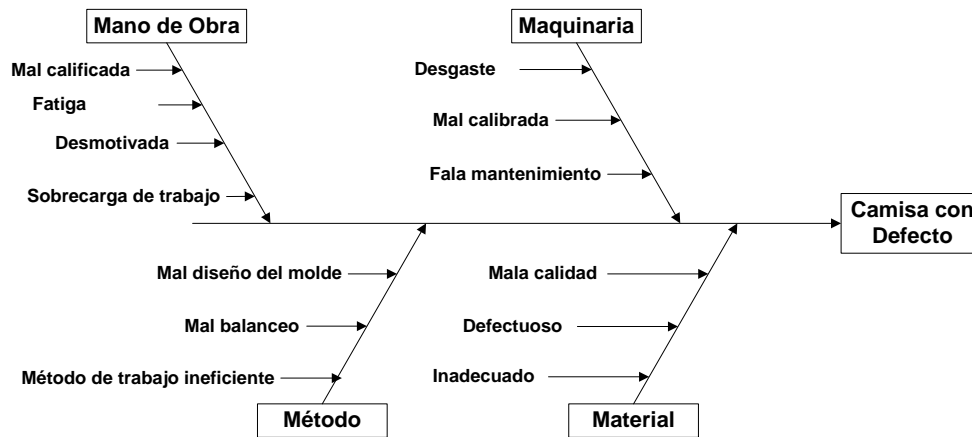 Mano de Obra
Maquinaria
Mal calificada
Fatiga
Desmotivada
Sobrecarga de trabajo
Desgaste
Mal calibrada
Fala mantenimiento
Camisa con
Defecto
Mal diseño del molde
Mal balanceo
Método de trabajo ineficiente
Mala calidad
Defectuoso
Inadecuado
Método
Material